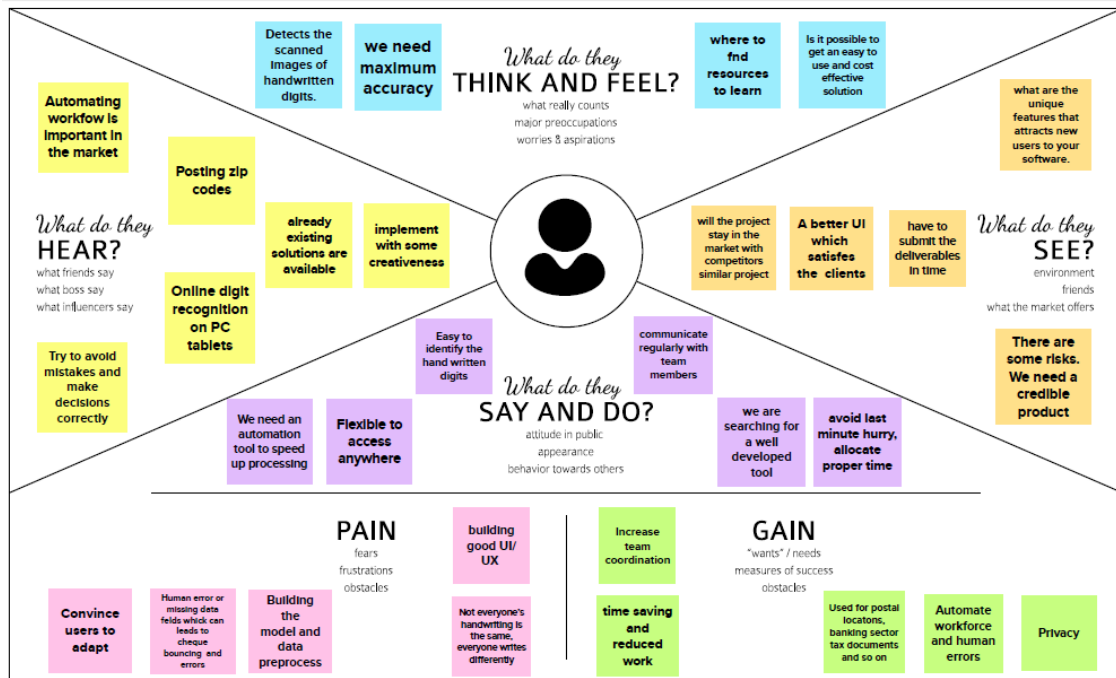 Detects the
scanned
images of
handwritten
digits.
we need
maximum
accuracy
What do they
THINK AND FEEL?
what really counts
major preoccupations
worries & aspirations
where to
fnd
resources
to learn
Is it possible to
get an easy to
use and cost
effective
solution
Automating
workfow is
important in
the market
Posting zip
codes
What do they
HEAR?
what friends say
what boss say
what influencers say
already
existing
solutions are
available
implement
with some
creativeness
Online digit
recognition
on PC
tablets
Try to avoid
mistakes and
make
decisions
correctly
what are the
unique
features that
attracts new
users to your
software.
will the project
stay in the
market with
competitors
similar project
A better UI
which
satisfes
the clients
have to
submit the
deliverables
in time
What do they
SEE?
environment
friends
what the market offers
There are
some risks.
We need a
credible
product
Easy to
identify the
hand written
digits
communicate
regularly with
team
members
What do they
SAY AND DO?
attitude in public
appearance
behavior towards others
We need an
automation
tool to speed
up processing
Flexible to
access
anywhere
we are
searching for
a well
developed
tool
avoid last
minute hurry,
allocate
proper time
PAIN
fears
frustrations
obstacles
building
good UI/
UX
Convince
users to
adapt
Human error or
missing data
felds whick can
leads to
cheque
bouncing and
errors
Building
the
model and
data
preprocess
Not everyone's
handwriting is
the same,
everyone writes
differently
Increase
team
coordination
GAIN
"wants" / needs
measures of success
obstacles
time saving
and
reduced
work
Used for postal
locatons,
banking sector
tax documents
and so on
Automate
workforce
and human
errors
Privacy